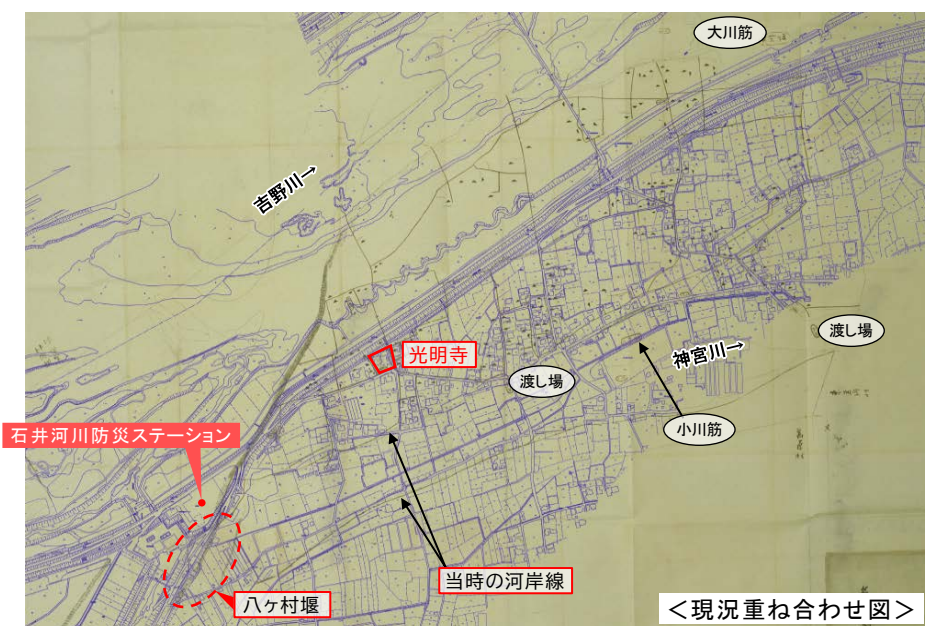 大川筋
吉野川→
渡し場
神宮川→
光明寺
渡し場
小川筋
石井河川防災ステーション
当時の河岸線
八ヶ村堰
＜現況重ね合わせ図＞